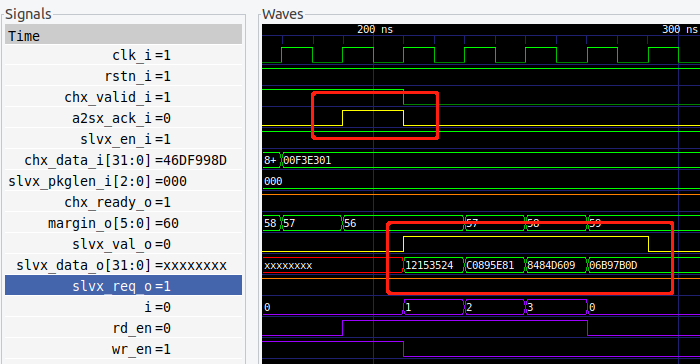 Signals
Waves
Time
200 ns
300 ns
clk_i=1
rstn_i=1
chx_valid_i=1
a2sx_ack_i=0
slvx_en_i=1
chx_data_i[31:0]=46DF998D
8+ 00F3E301
slvx_pkglen_i[2:0]=000
000
chx_ready_o=1
margin_o[5:0]=60
58 57 56 57 58 59
slvx_val_o=0
slvx_data_o[31:0]=xxxxxxxx
xxxxxxxx 12153524 C0895E81 8484D609 06B97B0D
slvx_req_o=1
i=0
0 1 2 3 0
rd_en=0
wr_en=1